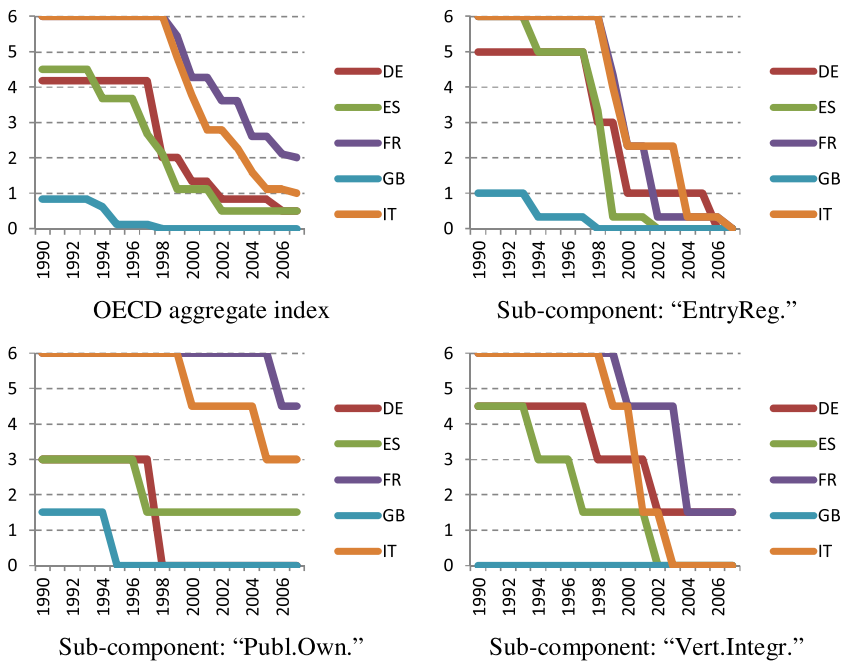 6
5
4
3
2
1
0
1990
1992
1994
1996
1998
2000
2002
2004
2006
DE
ES
FR
GB
IT
OECD aggregate index
6
5
4
3
2
1
0
1990
1992
1994
1996
1998
2000
2002
2004
2006
DE
ES
FR
GB
IT
Sub-component: “EntryReg.”
6
5
4
3
2
1
0
1990
1992
1994
1996
1998
2000
2002
2004
2006
DE
ES
FR
GB
IT
Sub-component: “Publ.Own.”
6
5
4
3
2
1
0
1990
1992
1994
1996
1998
2000
2002
2004
2006
DE
ES
FR
GB
IT
Sub-component: “Vert.Integr.”